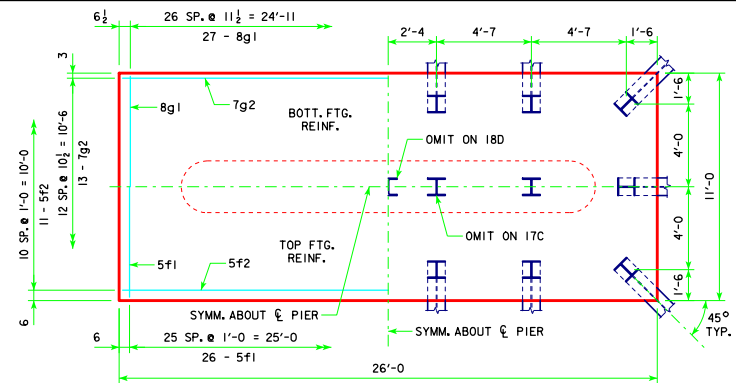 6½
26 SP. @ 11½ = 24'-11
27 - 8g1
2'-4
4'-7
4'-7
1'-6
3
8g1
7g2
BOTT. FTG.
REINF.
OMIT ON 18D
1'-6
4'-0
11'-0
4'-0
1'-6
10 SP. @ 1'-0 = 10'-0
11 - 5f2
12 SP. @ 10½ = 10'-6
13 - 7g2
OMIT ON 17C
TOP FTG.
REINF.
5f1
5f2
6
SYMM. ABOUT ℄ PIER
SYMM. ABOUT ℄ PIER
45°
TYP.
6
25 SP. @ 1'-0 = 25'-0
26 - 5f1
26'-0